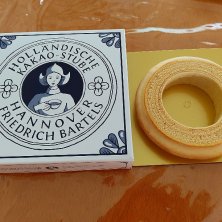 HOLLÄNDISCHE
KAKAO-STUBE
HANNOVER
FRIEDRICH BARTELS